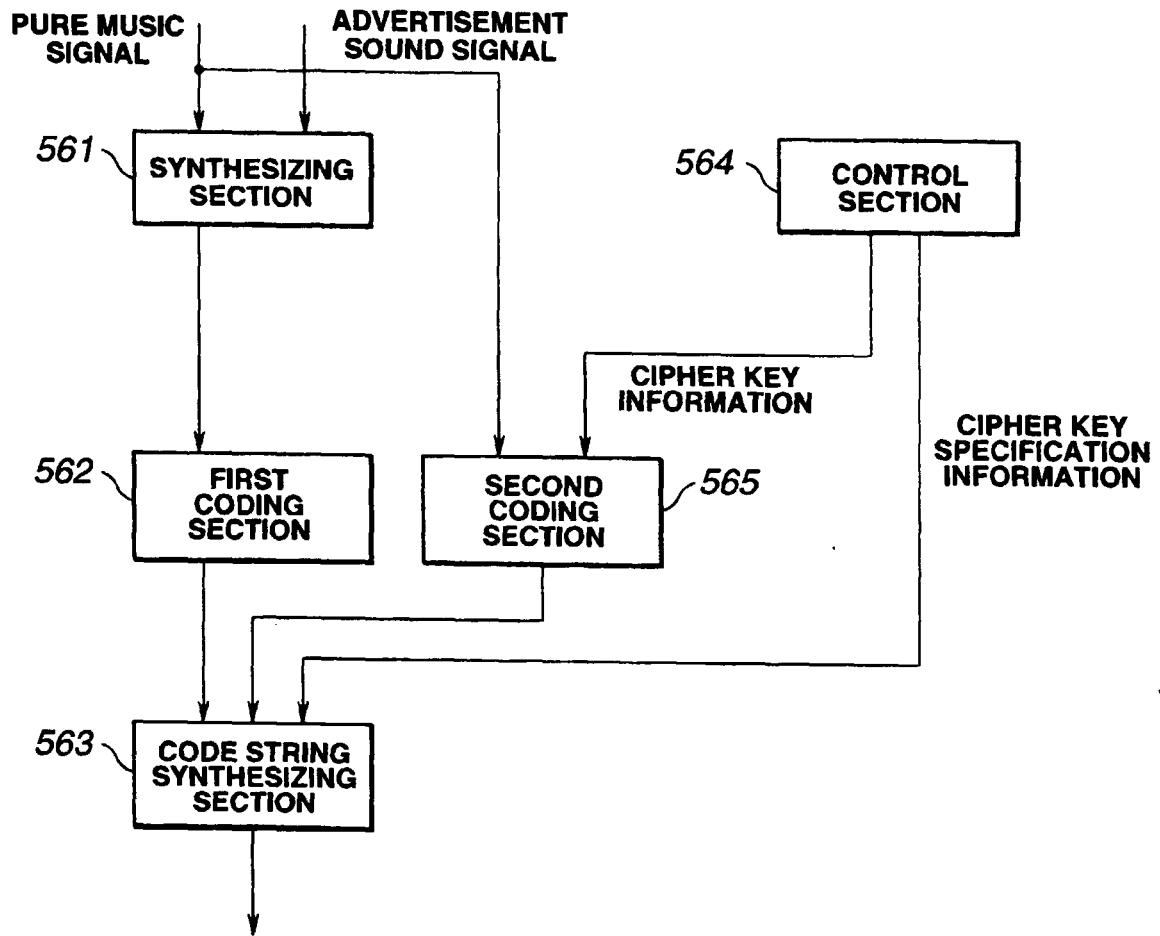 PURE MUSIC
SIGNAL
ADVERTISEMENT
SOUND SIGNAL
561
SYNTHESIZING
SECTION
564
CONTROL
SECTION
CIPHER KEY
INFORMATION
CIPHER KEY
SPECIFICATION
INFORMATION
562
FIRST
CODING
SECTION
SECOND
CODING
SECTION
565
563
CODE STRING
SYNTHESIZING
SECTION